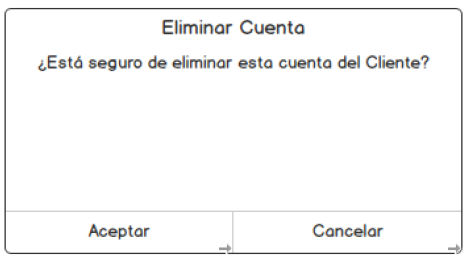 Eliminar Cuenta
¿Está seguro de eliminar esta cuenta del Cliente?
Aceptar
Cancelar